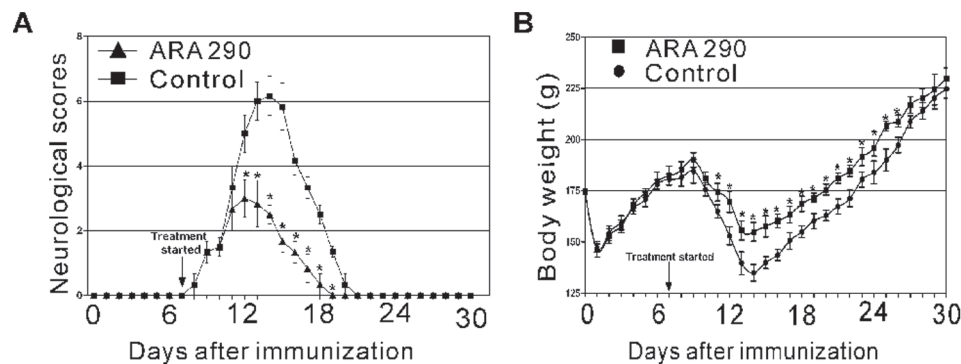 A
ARA 290
Control
Neurological scores
8
6
4
2
0
Treatment
started
0 6 12 18 24 30
Days after immunization
* * * * * * * *
B
ARA 290
Control
Body weight (g)
250
225
200
175
150
125
Treatment started
0 6 12 18 24 30
Days after immunization
* * * * * * * * * * * * * * * *